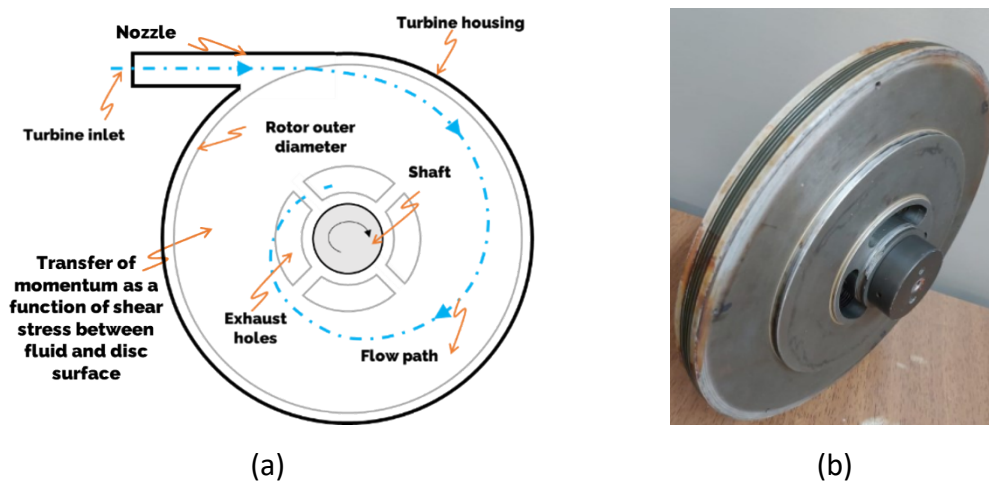 Nozzle
Turbine housing
Turbine inlet
Rotor outer
diameter
Shaft
Transfer of
momentum as a
function of shear
stress between
fluid and disc
surface
Exhaust
holes
Flow path
(a)
(b)